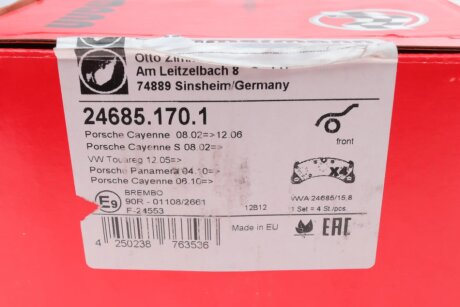 Otto
Am Leitzelbach 8
74889 Sinsheim/Germany
24685.170.1
Porsche Cayenne 08.02=>12.06
Porsche Cayenne S 08.02=>
VW Touareg 12.05=>
Porsche Panamera 04.10=>
Porsche Cayenne 06.10=>
front
X4
BREMBO
E9
90R - 01108/2661
F-24553
12B12
WVA 24685/15,8
1 Set = 4 St./pcs.
Made in EU
EAC
4 250238 763536